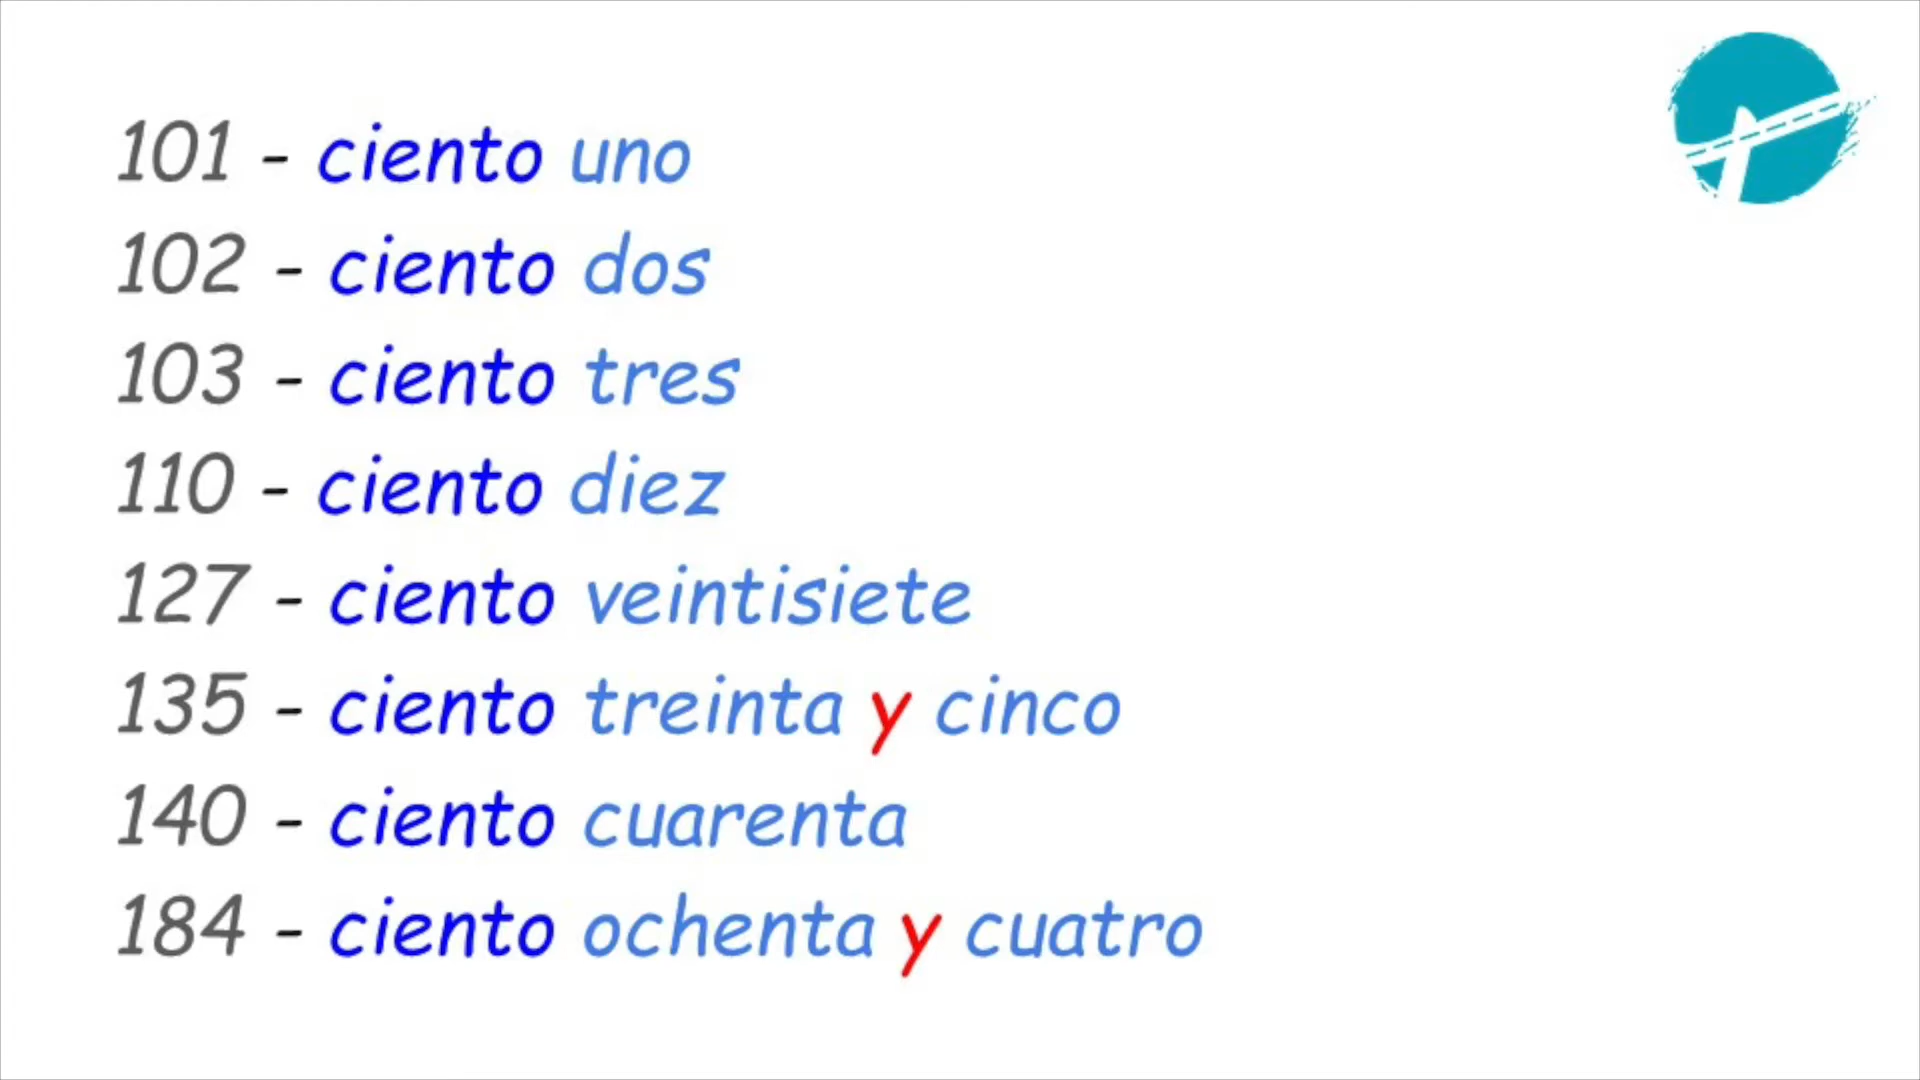 101 - ciento uno
102 - ciento dos
103 - ciento tres
110 - ciento diez
127 - ciento veintisiete
135 - ciento treinta y cinco
140 - ciento cuarenta
184 - ciento ochenta y cuatro